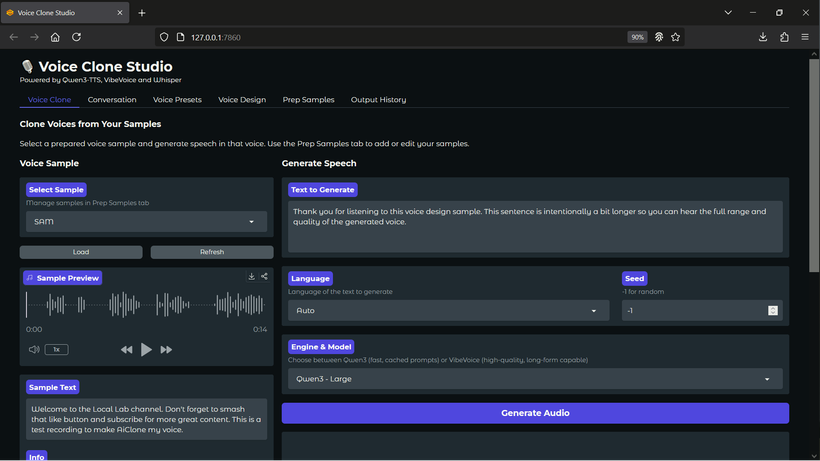 Voice Clone Studio
127.0.0.1:7860
90%
Voice Clone Studio
Powered by Qwen3-TTS, VibeVoice and Whisper
Voice Clone
Conversation
Voice Presets
Voice Design
Prep Samples
Output History
Clone Voices from Your Samples
Select a prepared voice sample and generate speech in that voice. Use the Prep Samples tab to add or edit your samples.
Voice Sample
Select Sample
Manage samples in Prep Samples tab
SAM
Load
Refresh
Sample Preview
0:00
0:14
1x
Sample Text
Welcome to the Local Lab channel. Don't forget to smash
that like button and subscribe for more great content. This is a
test recording to make AiClone my voice.
Info
Generate Speech
Text to Generate
Thank you for listening to this voice design sample. This sentence is intentionally a bit longer so you can hear the full range and
quality of the generated voice.
Language
Language of the text to generate
Auto
Seed
-1 for random
-1
Engine & Model
Choose between Qwen3 (fast, cached prompts) or VibeVoice (high-quality, long-form capable)
Qwen3 - Large
Generate Audio